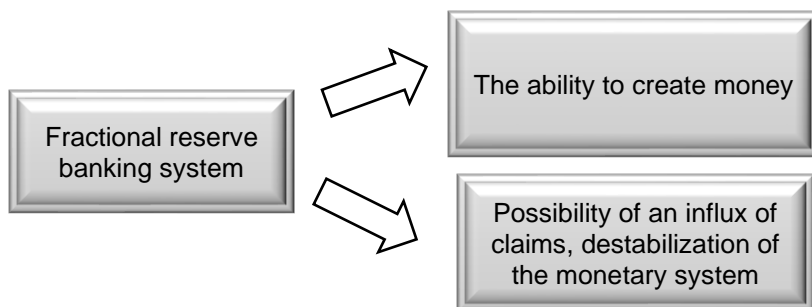 Fractional reserve
banking system
The ability to create money
Possibility of an influx of
claims, destabilization of
the monetary system